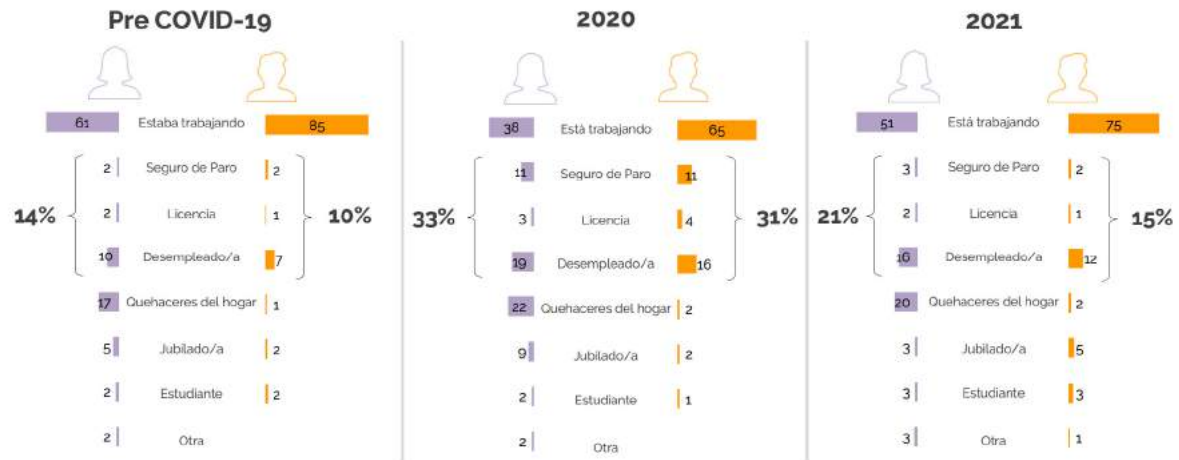 Pre COVID-19
61 Estaba trabajando 85
2 Seguro de Paro 2
2 Licencia 1
14% 10%
10 Desempleado/a 7
17 Quehaceres del hogar 1
5 Jubilado/a 2
2 Estudiante 2
2 Otra
2020
38 Está trabajando 65
11 Seguro de Paro 11
3 Licencia 4
33% 31%
19 Desempleado/a 16
22 Quehaceres del hogar 2
9 Jubilado/a 2
2 Estudiante 1
2 Otra
2021
51 Está trabajando 75
3 Seguro de Paro 2
2 Licencia 1
21% 15%
16 Desempleado/a 12
20 Quehaceres del hogar 2
3 Jubilado/a 5
3 Estudiante 3
3 Otra 1